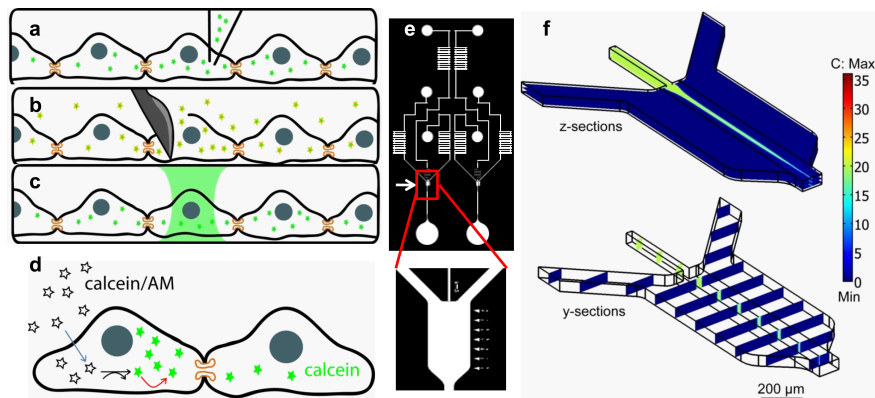 a
b
c
d
calcein/AM
calcein
e
f
z-sections
y-sections
C: Max
35
30
25
20
15
10
5
0
Min
200 µm